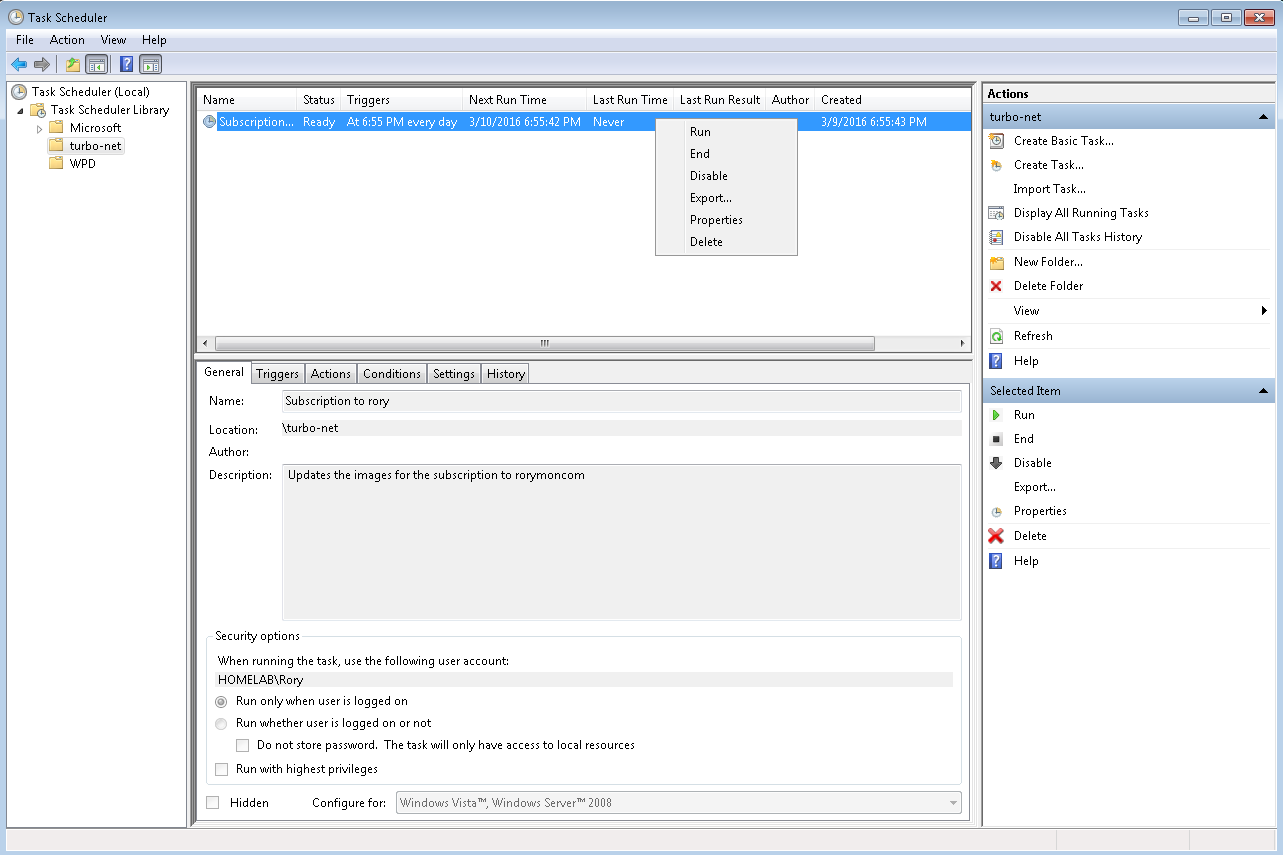 Task Scheduler
File Action View Help
Task Scheduler (Local)
Task Scheduler Library
Microsoft
turbo-net
WPD
Name Status Triggers Next Run Time Last Run Time Last Run Result Author Created
Subscription... Ready At 6:55 PM every day 3/10/2016 6:55:42 PM Never 3/9/2016 6:55:43 PM
Run
End
Disable
Export...
Properties
Delete
General Triggers Actions Conditions Settings History
Name: Subscription to rory
Location: \turbo-net
Author:
Description: Updates the images for the subscription to rorymoncom
Security options
When running the task, use the following user account:
HOMELAB\Rory
Run only when user is logged on
Run whether user is logged on or not
Do not store password. The task will only have access to local resources
Run with highest privileges
Hidden Configure for: Windows Vista™, Windows Server™ 2008
Actions
turbo-net
Create Basic Task...
Create Task...
Import Task...
Display All Running Tasks
Disable All Tasks History
New Folder...
Delete Folder
View
Refresh
Help
Selected Item
Run
End
Disable
Export...
Properties
Delete
Help